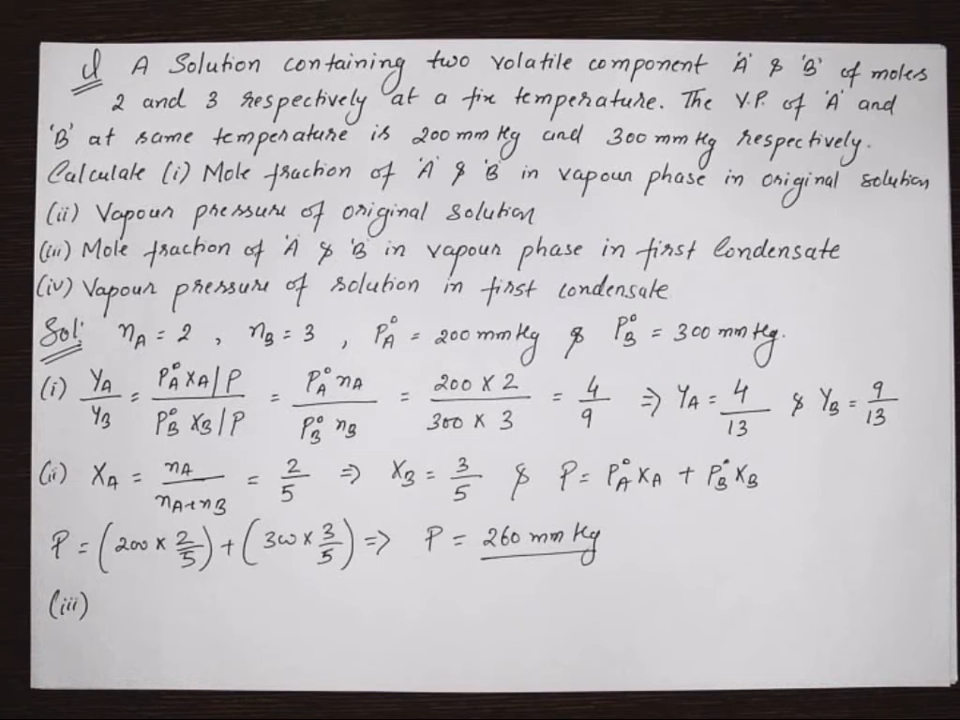 Q A Solution containing two volatile component 'A' & 'B' of moles
2 and 3 respectively at a fix temperature. The V.P. of 'A' and
'B' at same temperature is 200 mm Hg and 300 mm Hg respectively.
Calculate (i) Mole fraction of 'A' & 'B' in vapour phase in original solution
(ii) Vapour pressure of original solution
(iii) Mole fraction of 'A' & 'B' in vapour phase in first Condensate
(iv) Vapour pressure of solution in first condensate
Sol: nA = 2 , nB = 3 , P°A = 200 mm Hg & P°B = 300 mm Hg.
(i) YA/YB = P°A XA/P / P°B XB/P = P°A nA / P°B nB = 200 × 2 / 300 × 3 = 4/9 ⇒ YA = 4/13 & YB = 9/13
(ii) XA = nA / nA+nB = 2/5 ⇒ XB = 3/5 & P = P°A XA + P°B XB
P = (200 × 2/5) + (300 × 3/5) ⇒ P = 260 mm Hg
(iii)